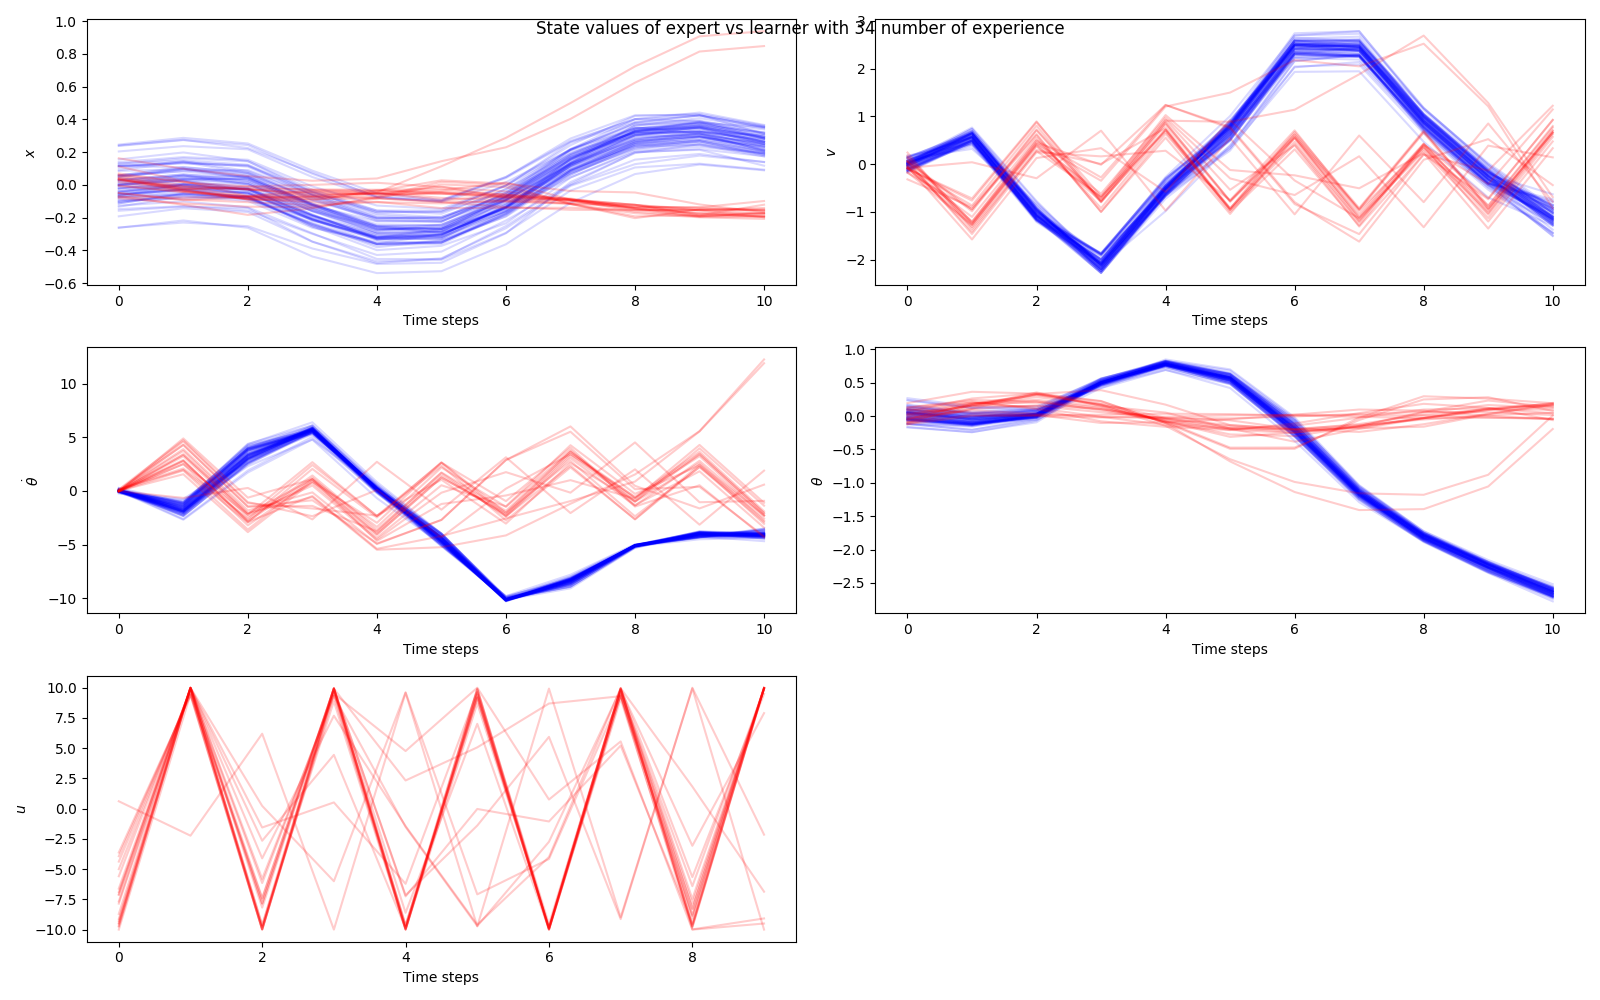 State values of expert vs learner with 34 number of experience
1.0
0.8
0.6
0.4
0.2
0.0
−0.2
−0.4
−0.6
x
0 2 4 6 8 10
Time steps
3
2
1
0
−1
−2
v
0 2 4 6 8 10
Time steps
10
5
0
−5
−10
θ̇
0 2 4 6 8 10
Time steps
1.0
0.5
0.0
−0.5
−1.0
−1.5
−2.0
−2.5
θ
0 2 4 6 8 10
Time steps
10.0
7.5
5.0
2.5
0.0
−2.5
−5.0
−7.5
−10.0
u
0 2 4 6 8
Time steps